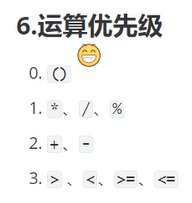 6.运算优先级
0. ()
1. *、/、%
2. +、-
3. >、<、>=、<=